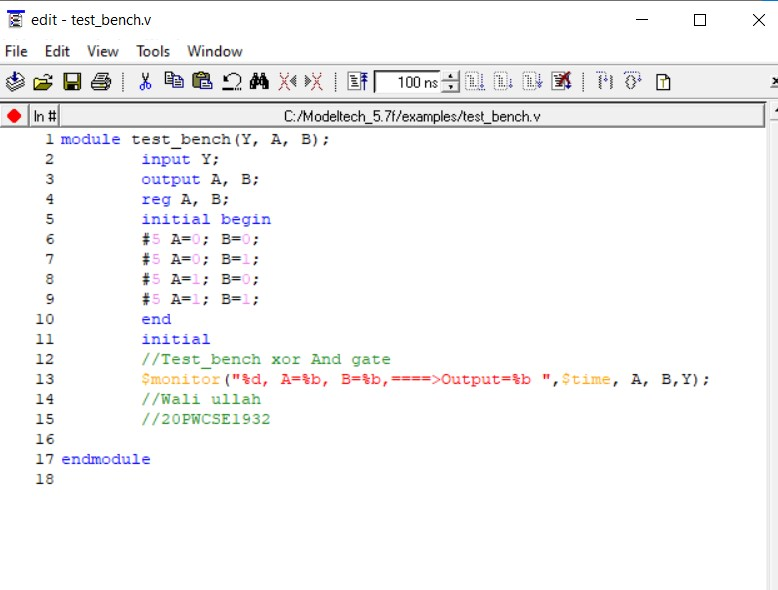 edit - test_bench.v
File Edit View Tools Window
100 ns
ln # C:/Modeltech_5.7f/examples/test_bench.v
1 module test_bench(Y, A, B);
2 input Y;
3 output A, B;
4 reg A, B;
5 initial begin
6 #5 A=0; B=0;
7 #5 A=0; B=1;
8 #5 A=1; B=0;
9 #5 A=1; B=1;
10 end
11 initial
12 //Test_bench xor And gate
13 $monitor("%d, A=%b, B=%b,====>Output=%b ",$time, A, B,Y);
14 //Wali ullah
15 //20PWCSE1932
16
17 endmodule
18